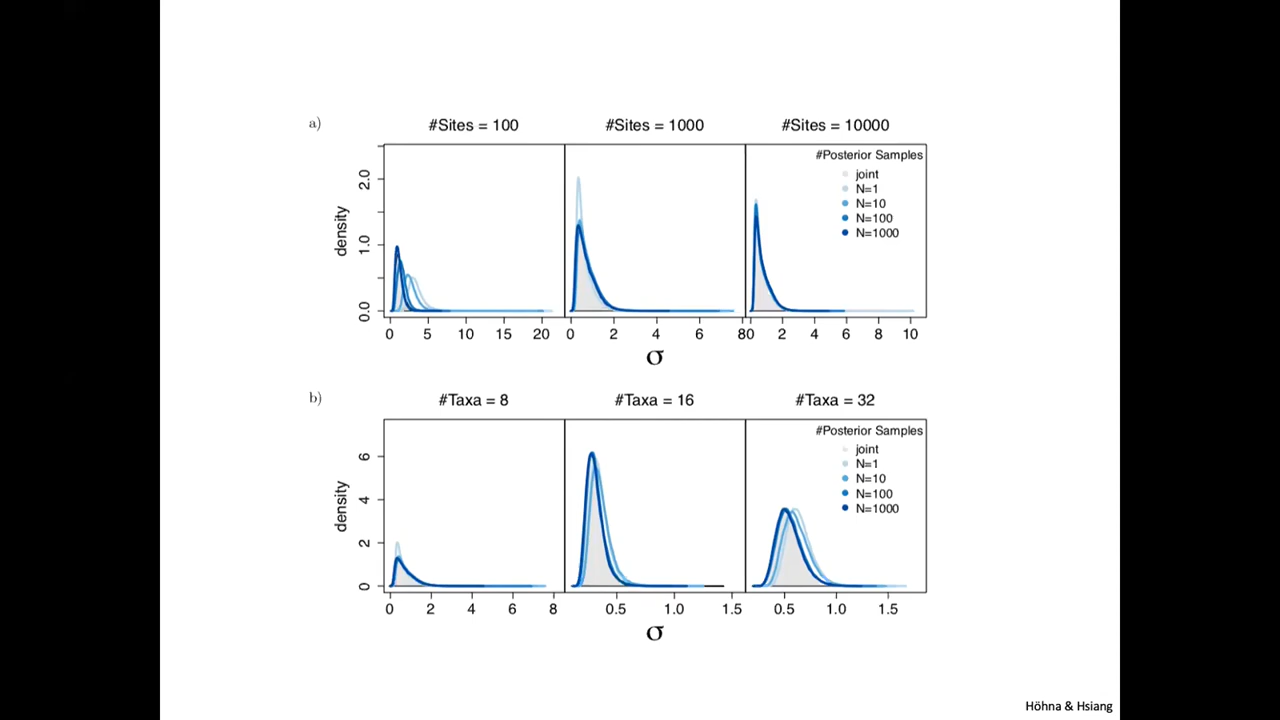 a)
#Sites = 100 #Sites = 1000 #Sites = 10000
#Posterior Samples
joint
N=1
N=10
N=100
N=1000
density
0.0 1.0 2.0
0 5 10 15 20
0 2 4 6 8
0 2 4 6 8 10
σ
b)
#Taxa = 8 #Taxa = 16 #Taxa = 32
#Posterior Samples
joint
N=1
N=10
N=100
N=1000
density
0 2 4 6
0 2 4 6 8
0.5 1.0 1.5
0.5 1.0 1.5
σ
Höhna & Hsiang